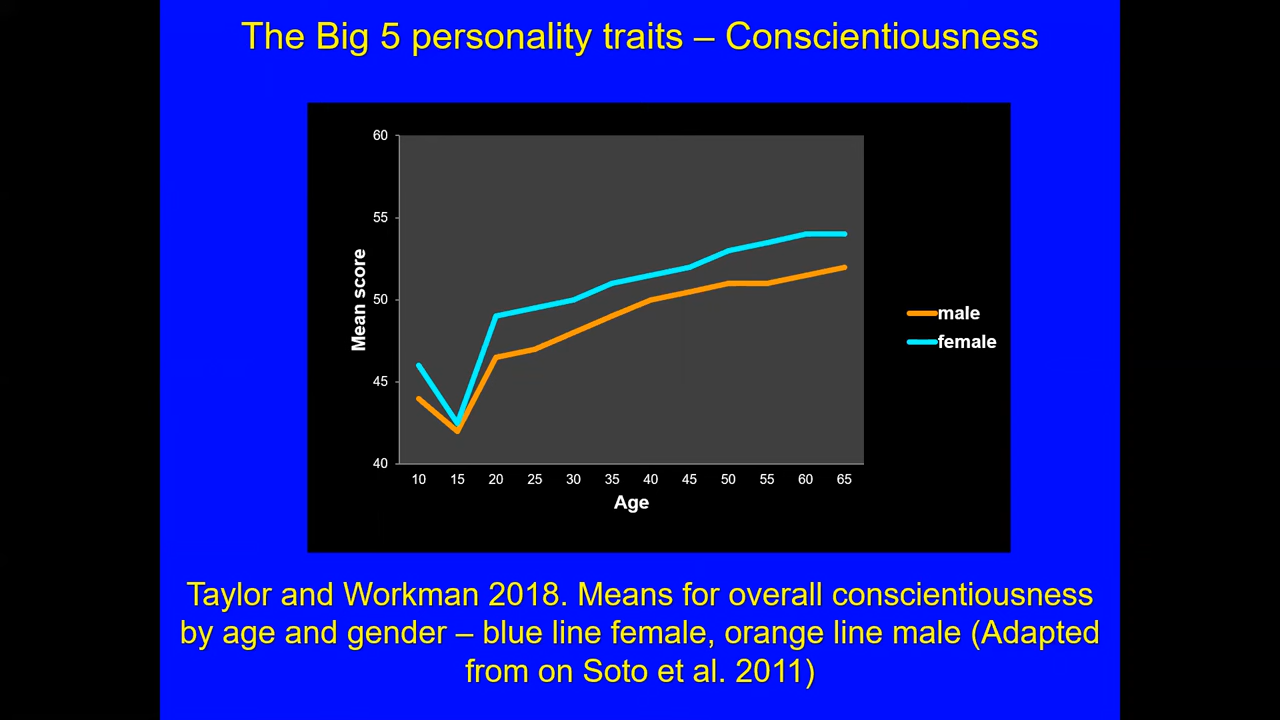 The Big 5 personality traits – Conscientiousness
60
55
50
45
40
Mean score
10 15 20 25 30 35 40 45 50 55 60 65
Age
male
female
Taylor and Workman 2018. Means for overall conscientiousness
by age and gender – blue line female, orange line male (Adapted
from on Soto et al. 2011)